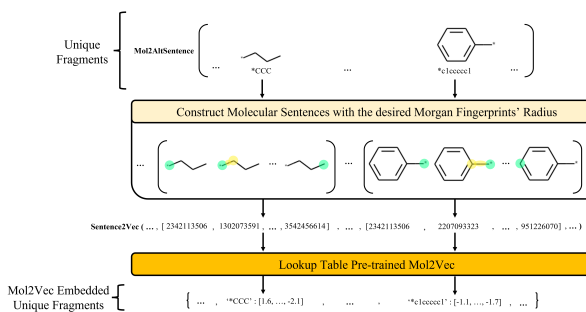 Unique
Fragments
Mol2AltSentence
... *CCC ... *c1ccccc1 ...
Construct Molecular Sentences with the desired Morgan Fingerprints' Radius
... ... ... ...
Sentence2Vec ( ... , [ 2342113506 , 1302073591 , ... , 3542456614 ] , ... , [2342113506 , 2207093323 , ... , 951226070] , ... )
Lookup Table Pre-trained Mol2Vec
Mol2Vec Embedded
Unique Fragments
{ ... , '*CCC' : [1.6, ..., -2.1] , ... , '*c1ccccc1' : [-1.1, ..., -1.7] , ... }